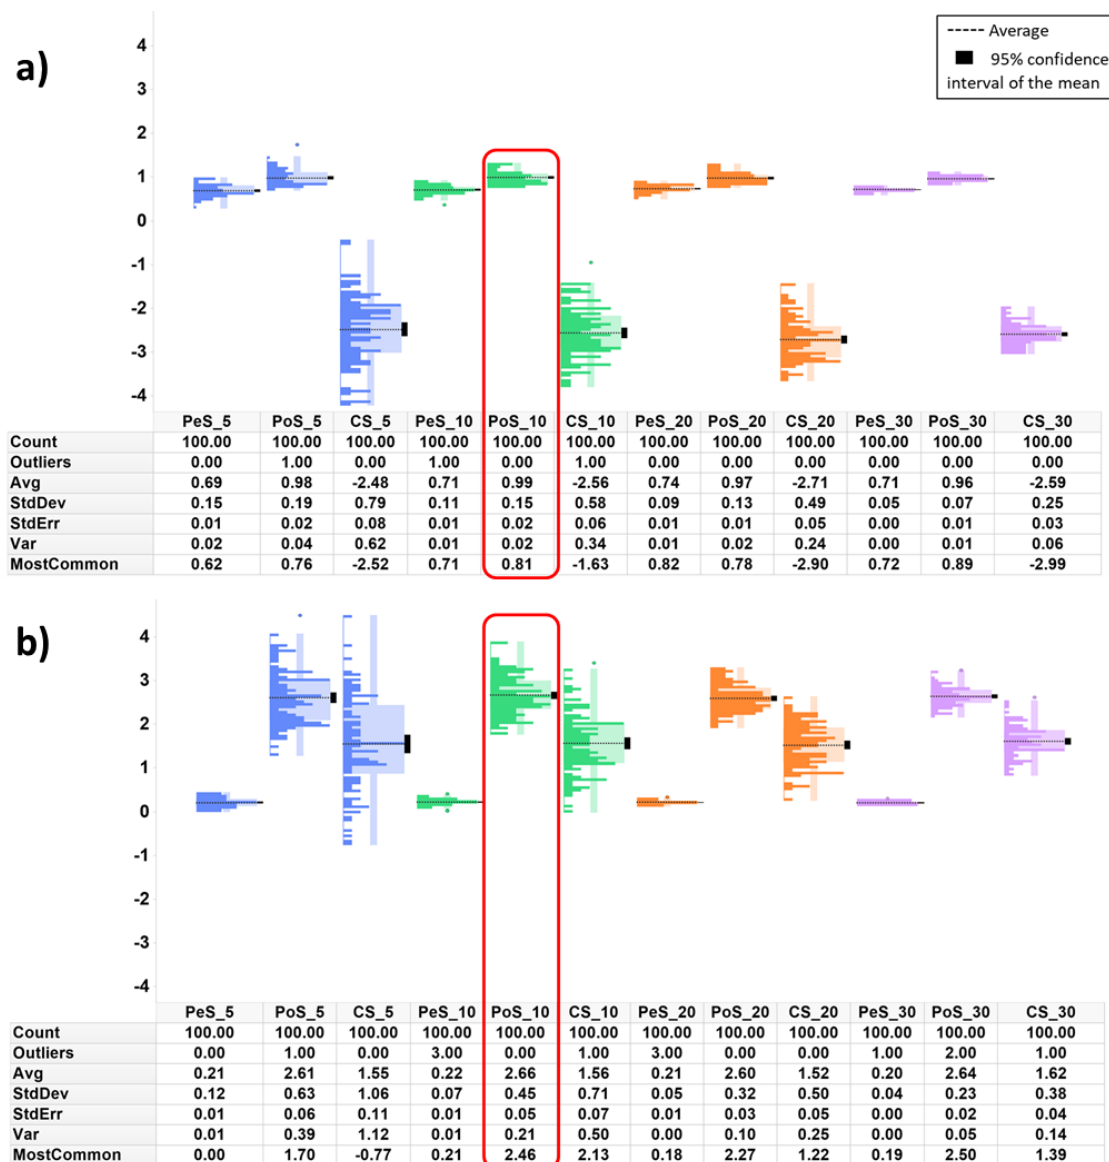 a)
4
3
2
1
0
-1
-2
-3
-4
----- Average
95% confidence
interval of the mean
PeS_5 PoS_5 CS_5 PeS_10 PoS_10 CS_10 PeS_20 PoS_20 CS_20 PeS_30 PoS_30 CS_30
Count 100.00 100.00 100.00 100.00 100.00 100.00 100.00 100.00 100.00 100.00 100.00 100.00
Outliers 0.00 1.00 0.00 1.00 0.00 1.00 0.00 0.00 0.00 0.00 0.00 0.00
Avg 0.69 0.98 -2.48 0.71 0.99 -2.56 0.74 0.97 -2.71 0.71 0.96 -2.59
StdDev 0.15 0.19 0.79 0.11 0.15 0.58 0.09 0.13 0.49 0.05 0.07 0.25
StdErr 0.01 0.02 0.08 0.01 0.02 0.06 0.01 0.01 0.05 0.00 0.01 0.03
Var 0.02 0.04 0.62 0.01 0.02 0.34 0.01 0.02 0.24 0.00 0.01 0.06
MostCommon 0.62 0.76 -2.52 0.71 0.81 -1.63 0.82 0.78 -2.90 0.72 0.89 -2.99
b)
4
3
2
1
0
-1
-2
-3
-4
PeS_5 PoS_5 CS_5 PeS_10 PoS_10 CS_10 PeS_20 PoS_20 CS_20 PeS_30 PoS_30 CS_30
Count 100.00 100.00 100.00 100.00 100.00 100.00 100.00 100.00 100.00 100.00 100.00 100.00
Outliers 0.00 1.00 0.00 3.00 0.00 1.00 3.00 0.00 0.00 1.00 2.00 1.00
Avg 0.21 2.61 1.55 0.22 2.66 1.56 0.21 2.60 1.52 0.20 2.64 1.62
StdDev 0.12 0.63 1.06 0.07 0.45 0.71 0.05 0.32 0.50 0.04 0.23 0.38
StdErr 0.01 0.06 0.11 0.01 0.05 0.07 0.01 0.03 0.05 0.00 0.02 0.04
Var 0.01 0.39 1.12 0.01 0.21 0.50 0.00 0.10 0.25 0.00 0.05 0.14
MostCommon 0.00 1.70 -0.77 0.21 2.46 2.13 0.18 2.27 1.22 0.19 2.50 1.39